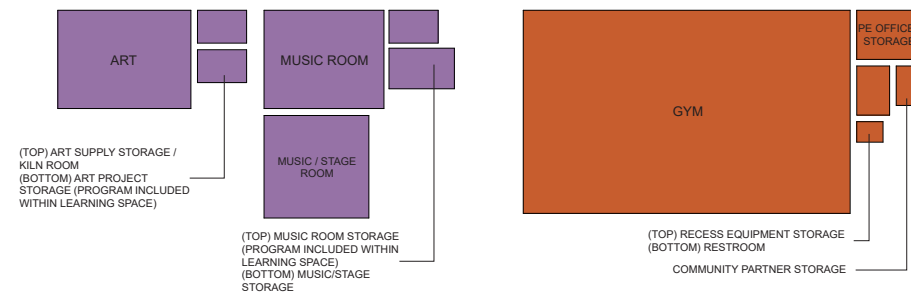 ART
MUSIC ROOM
MUSIC / STAGE
ROOM
(TOP) ART SUPPLY STORAGE /
KILN ROOM
(BOTTOM) ART PROJECT
STORAGE (PROGRAM INCLUDED
WITHIN LEARNING SPACE)
(TOP) MUSIC ROOM STORAGE
(PROGRAM INCLUDED WITHIN
LEARNING SPACE)
(BOTTOM) MUSIC/STAGE
STORAGE
GYM
PE OFFICE
STORAGE
(TOP) RECESS EQUIPMENT STORAGE
(BOTTOM) RESTROOM
COMMUNITY PARTNER STORAGE